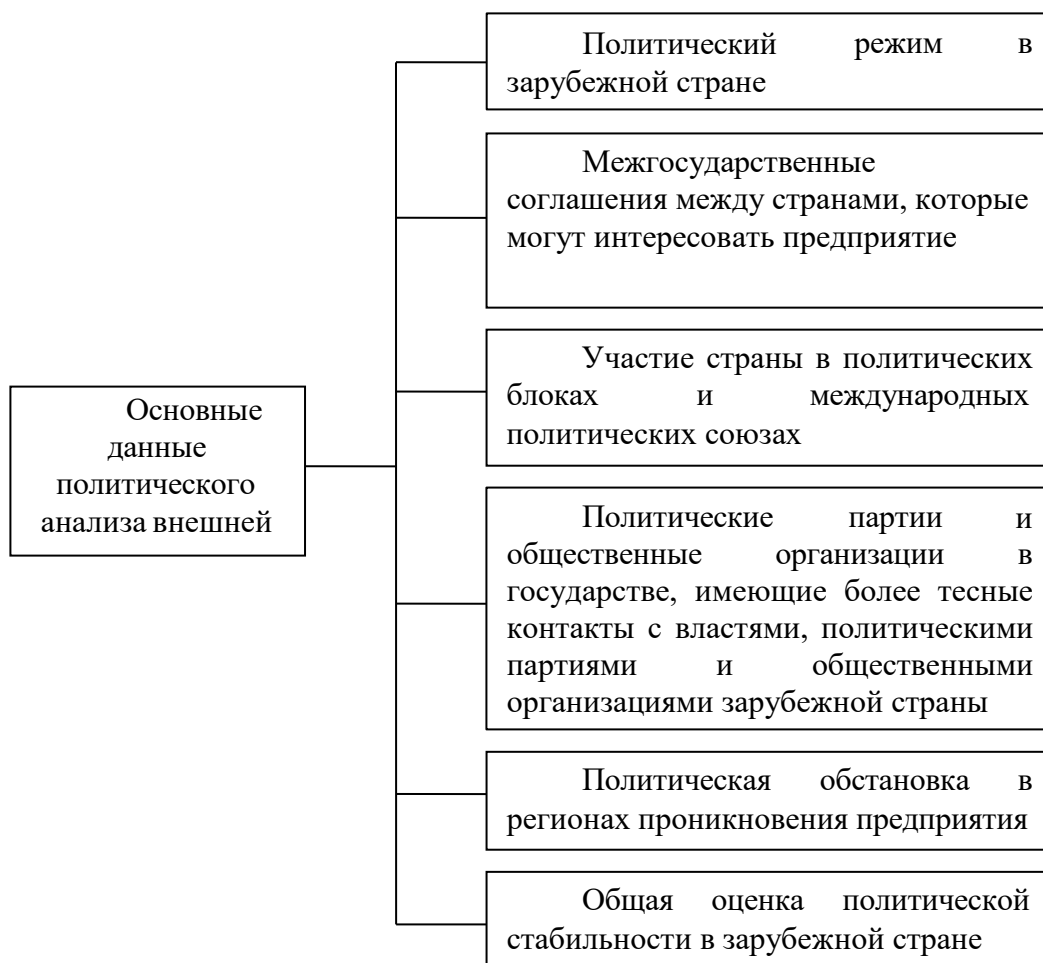 Политический режим в
зарубежной стране
Межгосударственные
соглашения между странами, которые
могут интересовать предприятие
Участие страны в политических
блоках и международных
политических союзах
Основные
данные
политического
анализа внешней
Политические партии и
общественные организации в
государстве, имеющие более тесные
контакты с властями, политическими
партиями и общественными
организациями зарубежной страны
Политическая обстановка в
регионах проникновения предприятия
Общая оценка политической
стабильности в зарубежной стране